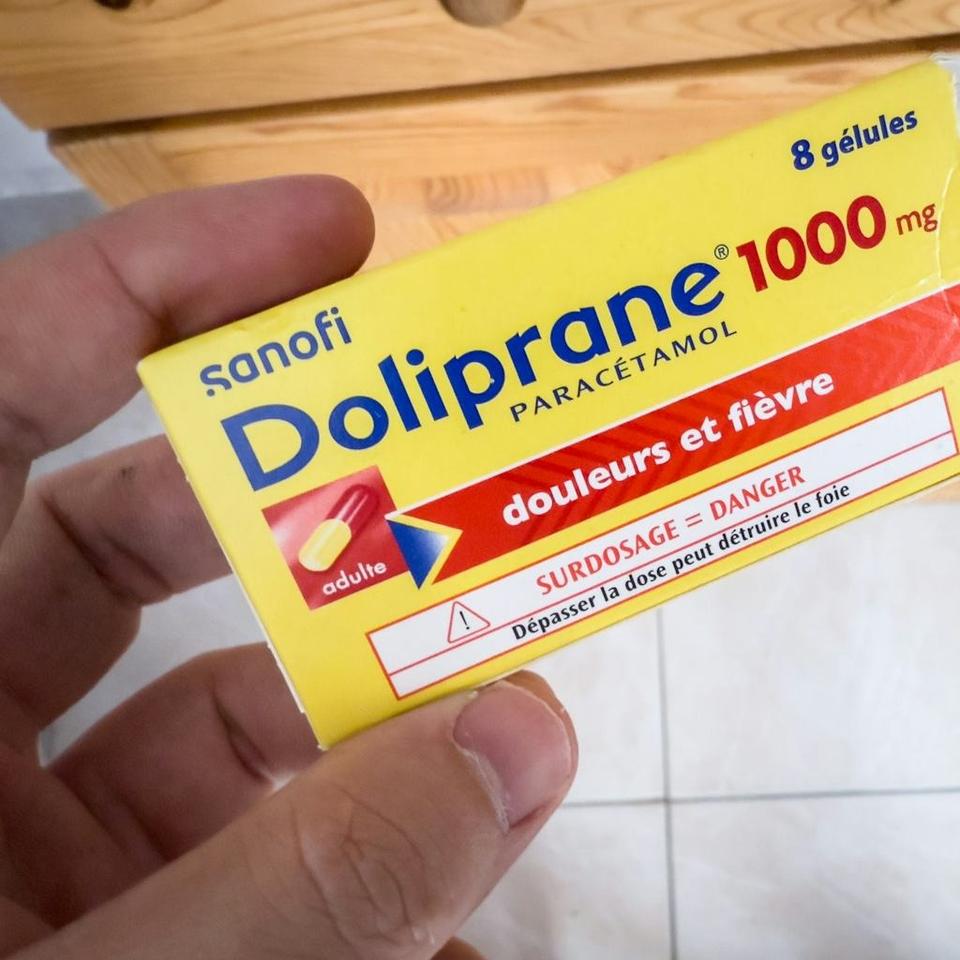 8 gélules
sanofi
Doliprane® 1000 mg
PARACÉTAMOL
douleurs et fièvre
adulte
SURDOSAGE = DANGER
Dépasser la dose peut détruire le foie